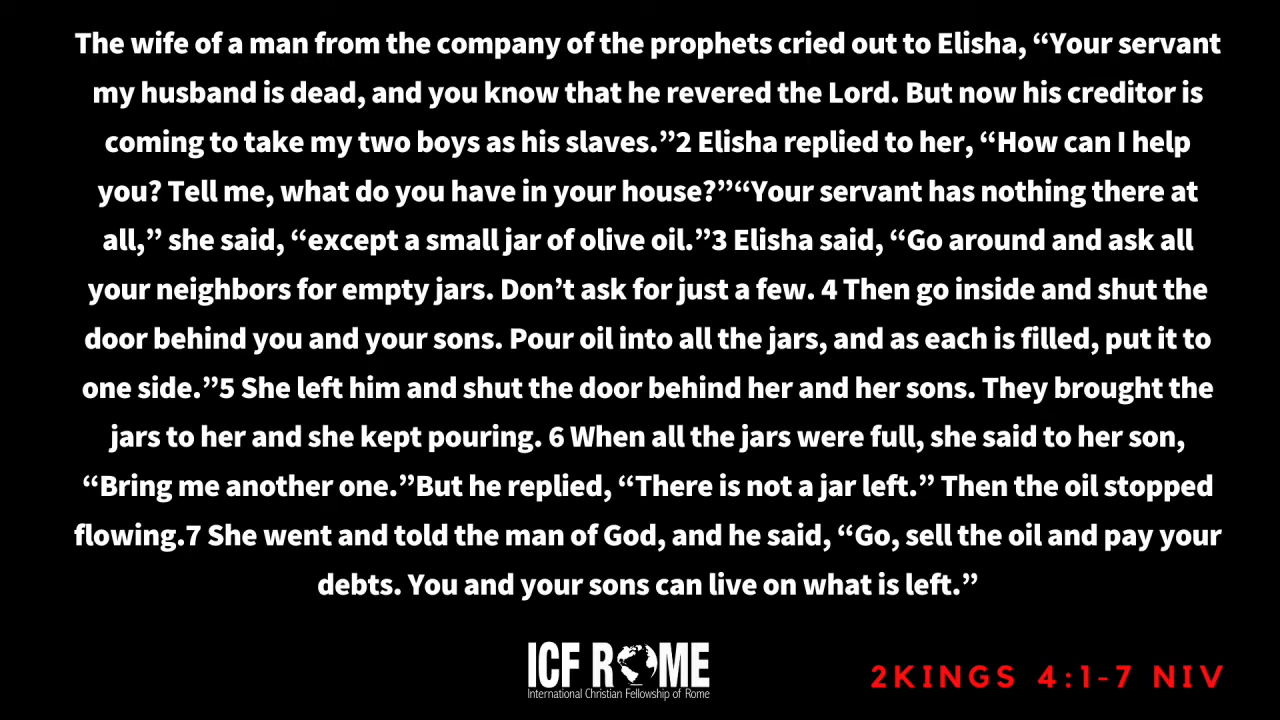 The wife of a man from the company of the prophets cried out to Elisha, “Your servant
my husband is dead, and you know that he revered the Lord. But now his creditor is
coming to take my two boys as his slaves.”2 Elisha replied to her, “How can I help
you? Tell me, what do you have in your house?”“Your servant has nothing there at
all,” she said, “except a small jar of olive oil.”3 Elisha said, “Go around and ask all
your neighbors for empty jars. Don’t ask for just a few. 4 Then go inside and shut the
door behind you and your sons. Pour oil into all the jars, and as each is filled, put it to
one side.”5 She left him and shut the door behind her and her sons. They brought the
jars to her and she kept pouring. 6 When all the jars were full, she said to her son,
“Bring me another one.”But he replied, “There is not a jar left.” Then the oil stopped
flowing.7 She went and told the man of God, and he said, “Go, sell the oil and pay your
debts. You and your sons can live on what is left.”
ICF ROME
International Christian Fellowship of Rome
2KINGS 4:1-7 NIV